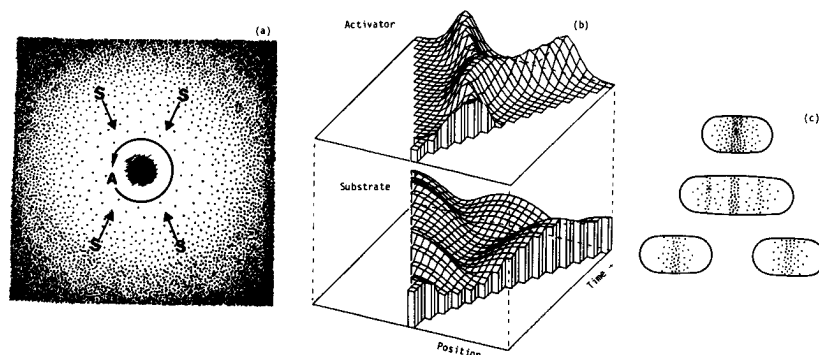 (a)
S
S
A
S
S
Activator
(b)
Substrate
Time →
Position
(c)